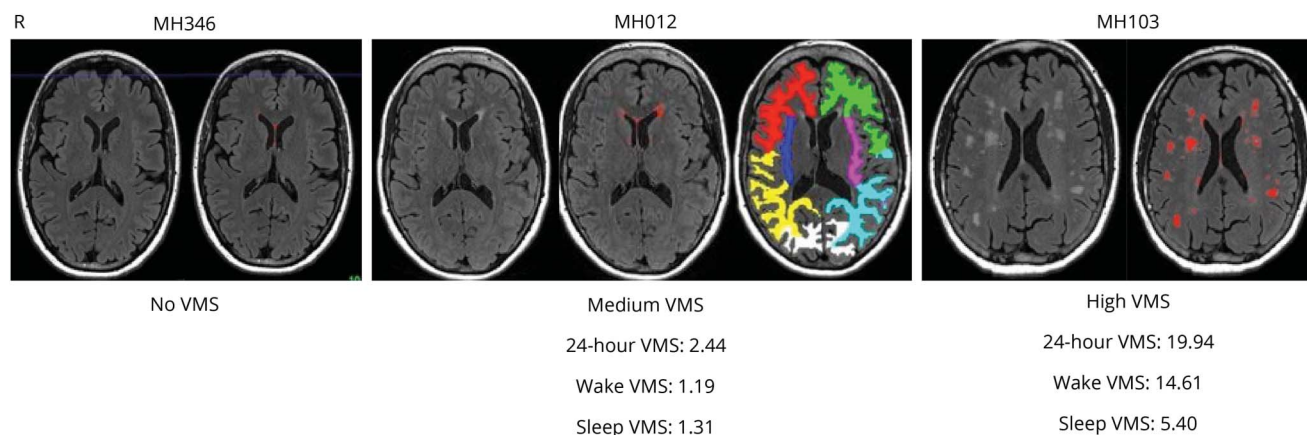 R
MH346
MH012
MH103
No VMS
Medium VMS
24-hour VMS: 2.44
Wake VMS: 1.19
Sleep VMS: 1.31
High VMS
24-hour VMS: 19.94
Wake VMS: 14.61
Sleep VMS: 5.40